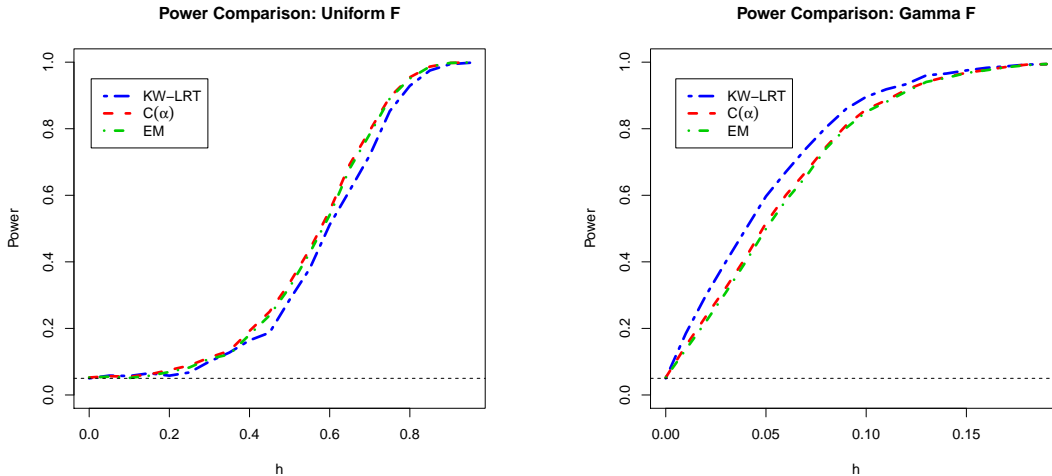 Power Comparison: Uniform F
Power
1.0
0.8
0.6
0.4
0.2
0.0
KW−LRT
C(α)
EM
0.0 0.2 0.4 0.6 0.8
h
Power Comparison: Gamma F
Power
1.0
0.8
0.6
0.4
0.2
0.0
KW−LRT
C(α)
EM
0.00 0.05 0.10 0.15
h